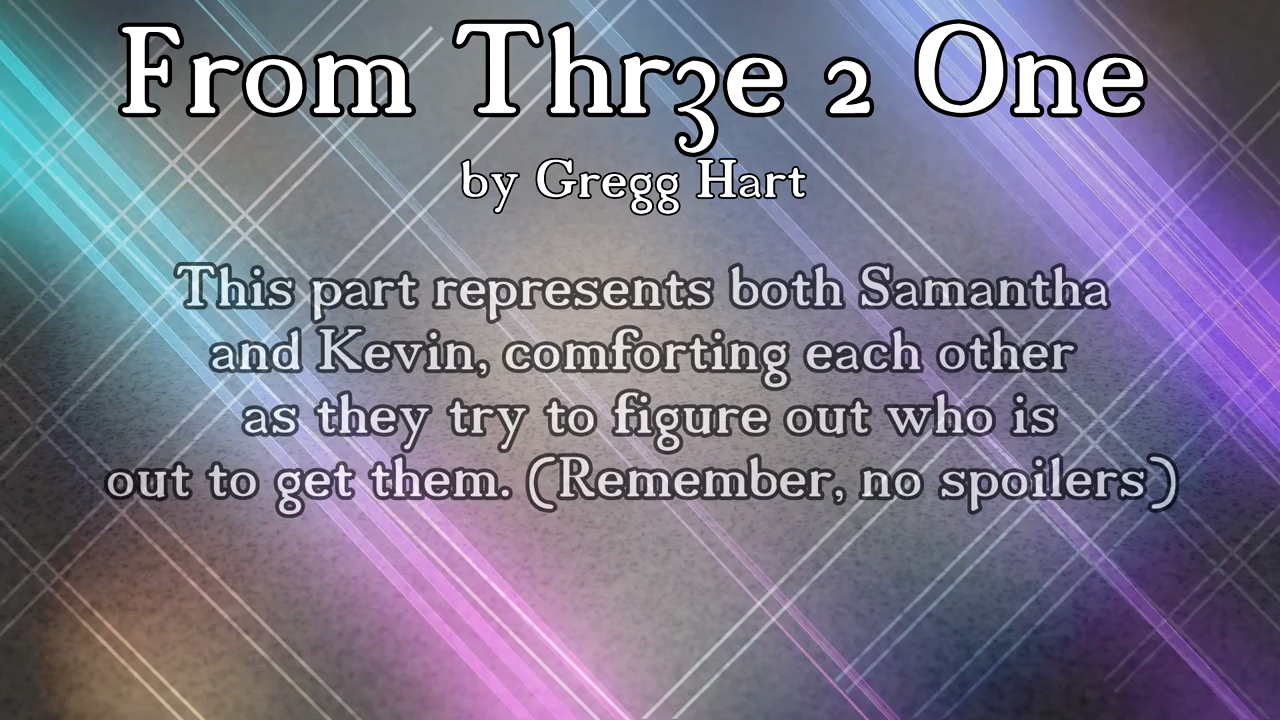 From Thr3e 2 One
by Gregg Hart
This part represents both Samantha
and Kevin, comforting each other
as they try to figure out who is
out to get them. (Remember, no spoilers)